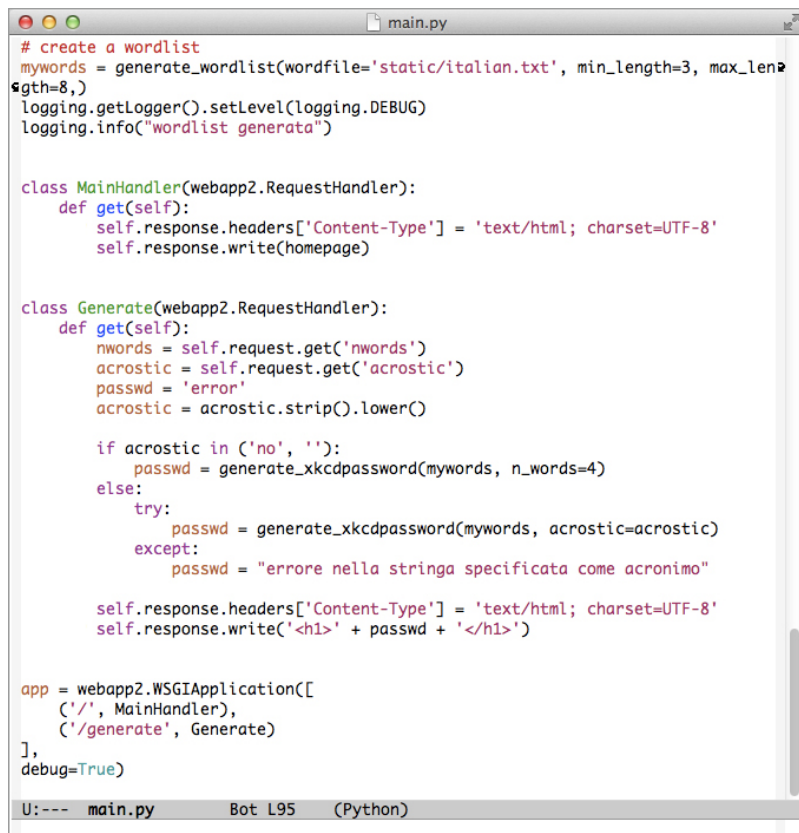 main.py
# create a wordlist
mywords = generate_wordlist(wordfile='static/italian.txt', min_length=3, max_len
gth=8,)
logging.getLogger().setLevel(logging.DEBUG)
logging.info("wordlist generata")
class MainHandler(webapp2.RequestHandler):
    def get(self):
        self.response.headers['Content-Type'] = 'text/html; charset=UTF-8'
        self.response.write(homepage)
class Generate(webapp2.RequestHandler):
    def get(self):
        nwords = self.request.get('nwords')
        acrostic = self.request.get('acrostic')
        passwd = 'error'
        acrostic = acrostic.strip().lower()
        if acrostic in ('no', ''):
            passwd = generate_xkcdpassword(mywords, n_words=4)
        else:
            try:
                passwd = generate_xkcdpassword(mywords, acrostic=acrostic)
            except:
                passwd = "errore nella stringa specificata come acronimo"
        self.response.headers['Content-Type'] = 'text/html; charset=UTF-8'
        self.response.write('<h1>' + passwd + '</h1>')
app = webapp2.WSGIApplication([
    ('/', MainHandler),
    ('/generate', Generate)
],
debug=True)
U:--- main.py Bot L95 (Python)